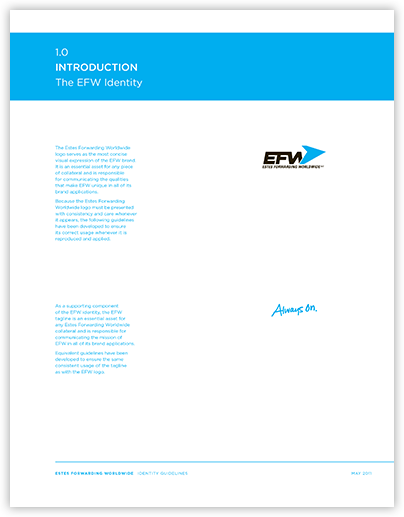 1.0
INTRODUCTION
The EFW Identity
The Estes Forwarding Worldwide
logo serves as the most concise
visual expression of the EFW brand.
It is an essential asset for any piece
of collateral and is responsible
for communicating the qualities
that make EFW unique in all of its
brand applications.
Because the Estes Forwarding
Worldwide logo must be presented
with consistency and care whenever
it appears, the following guidelines
have been developed to ensure
its correct usage whenever it is
reproduced and applied.
EFW
ESTES FORWARDING WORLDWIDE
As a supporting component
of the EFW identity, the EFW
tagline is an essential asset for
any Estes Forwarding Worldwide
collateral and is responsible for
communicating the mission of
EFW in all of its brand applications.
Equivalent guidelines have been
developed to ensure the same
consistent usage of the tagline
as with the EFW logo.
Always on.
ESTES FORWARDING WORLDWIDE IDENTITY GUIDELINES
MAY 2011